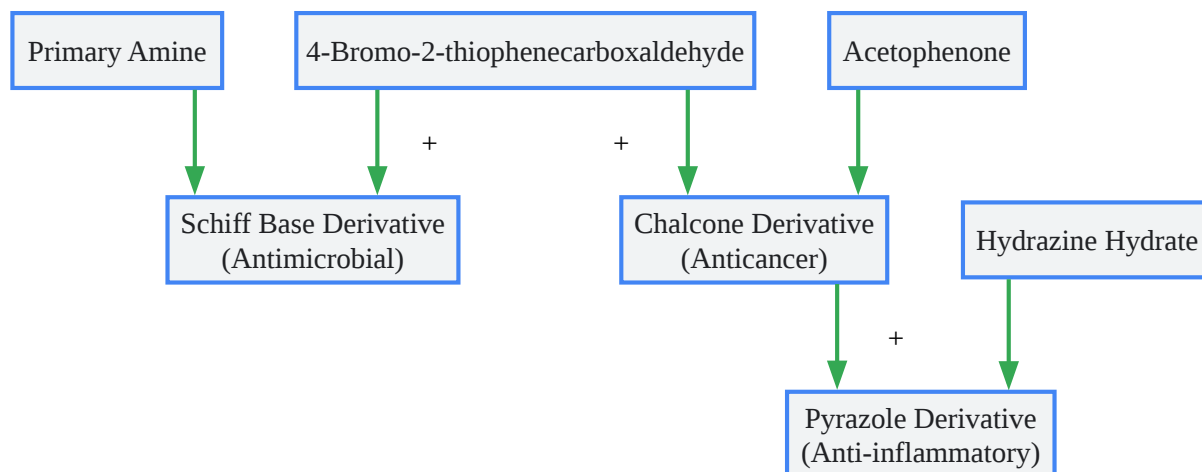 Primary Amine
4-Bromo-2-thiophenecarboxaldehyde
Acetophenone
+
+
Schiff Base Derivative
(Antimicrobial)
Chalcone Derivative
(Anticancer)
Hydrazine Hydrate
+
Pyrazole Derivative
(Anti-inflammatory)